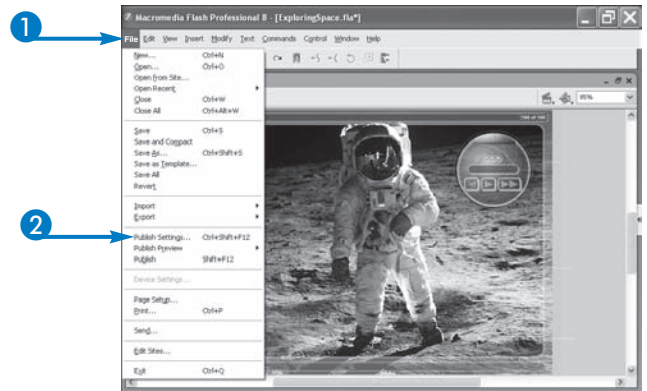 1
Macromedia Flash Professional 8 - [ExploringSpace.fla*]
File Edit View Insert Modify Text Commands Control Window Help
New... Ctrl+N
Open... Ctrl+O
Open from Site...
Open Recent
Close Ctrl+W
Close All Ctrl+Alt+W
95%
Save Ctrl+S
Save and Compact
Save As... Ctrl+Shift+S
Save as Template...
Save All
Revert
Import
Export
2
Publish Settings... Ctrl+Shift+F12
Publish Preview
Publish Shift+F12
Device Settings...
Page Setup...
Print... Ctrl+P
Send...
Edit Sites...
Exit Ctrl+Q